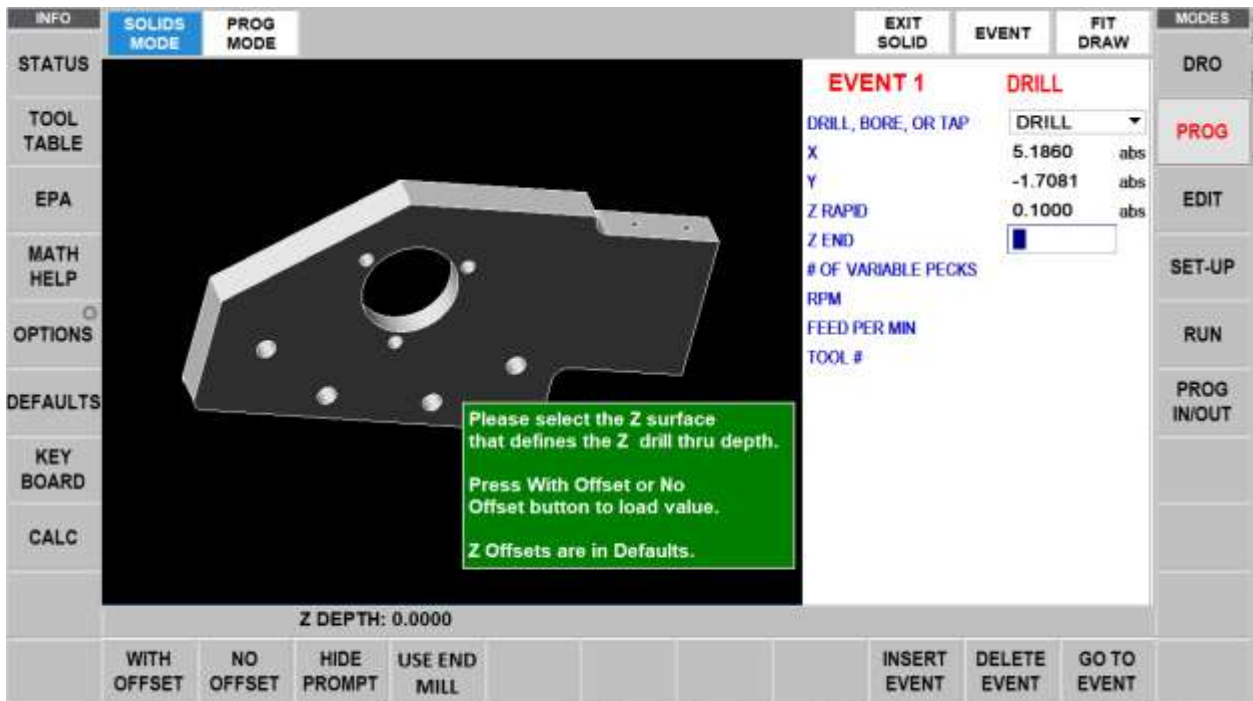 INFO
SOLIDS
MODE
PROG
MODE
EXIT
SOLID
EVENT
FIT
DRAW
MODES
STATUS
TOOL
TABLE
EPA
MATH
HELP
OPTIONS
DEFAULTS
KEY
BOARD
CALC
EVENT 1 DRILL
DRILL, BORE, OR TAP DRILL
X 5.1860 abs
Y -1.7081 abs
Z RAPID 0.1000 abs
Z END
# OF VARIABLE PECKS
RPM
FEED PER MIN
TOOL #
Please select the Z surface
that defines the Z drill thru depth.
Press With Offset or No
Offset button to load value.
Z Offsets are in Defaults.
DRO
PROG
EDIT
SET-UP
RUN
PROG
IN/OUT
Z DEPTH: 0.0000
WITH
OFFSET
NO
OFFSET
HIDE
PROMPT
USE END
MILL
INSERT
EVENT
DELETE
EVENT
GO TO
EVENT